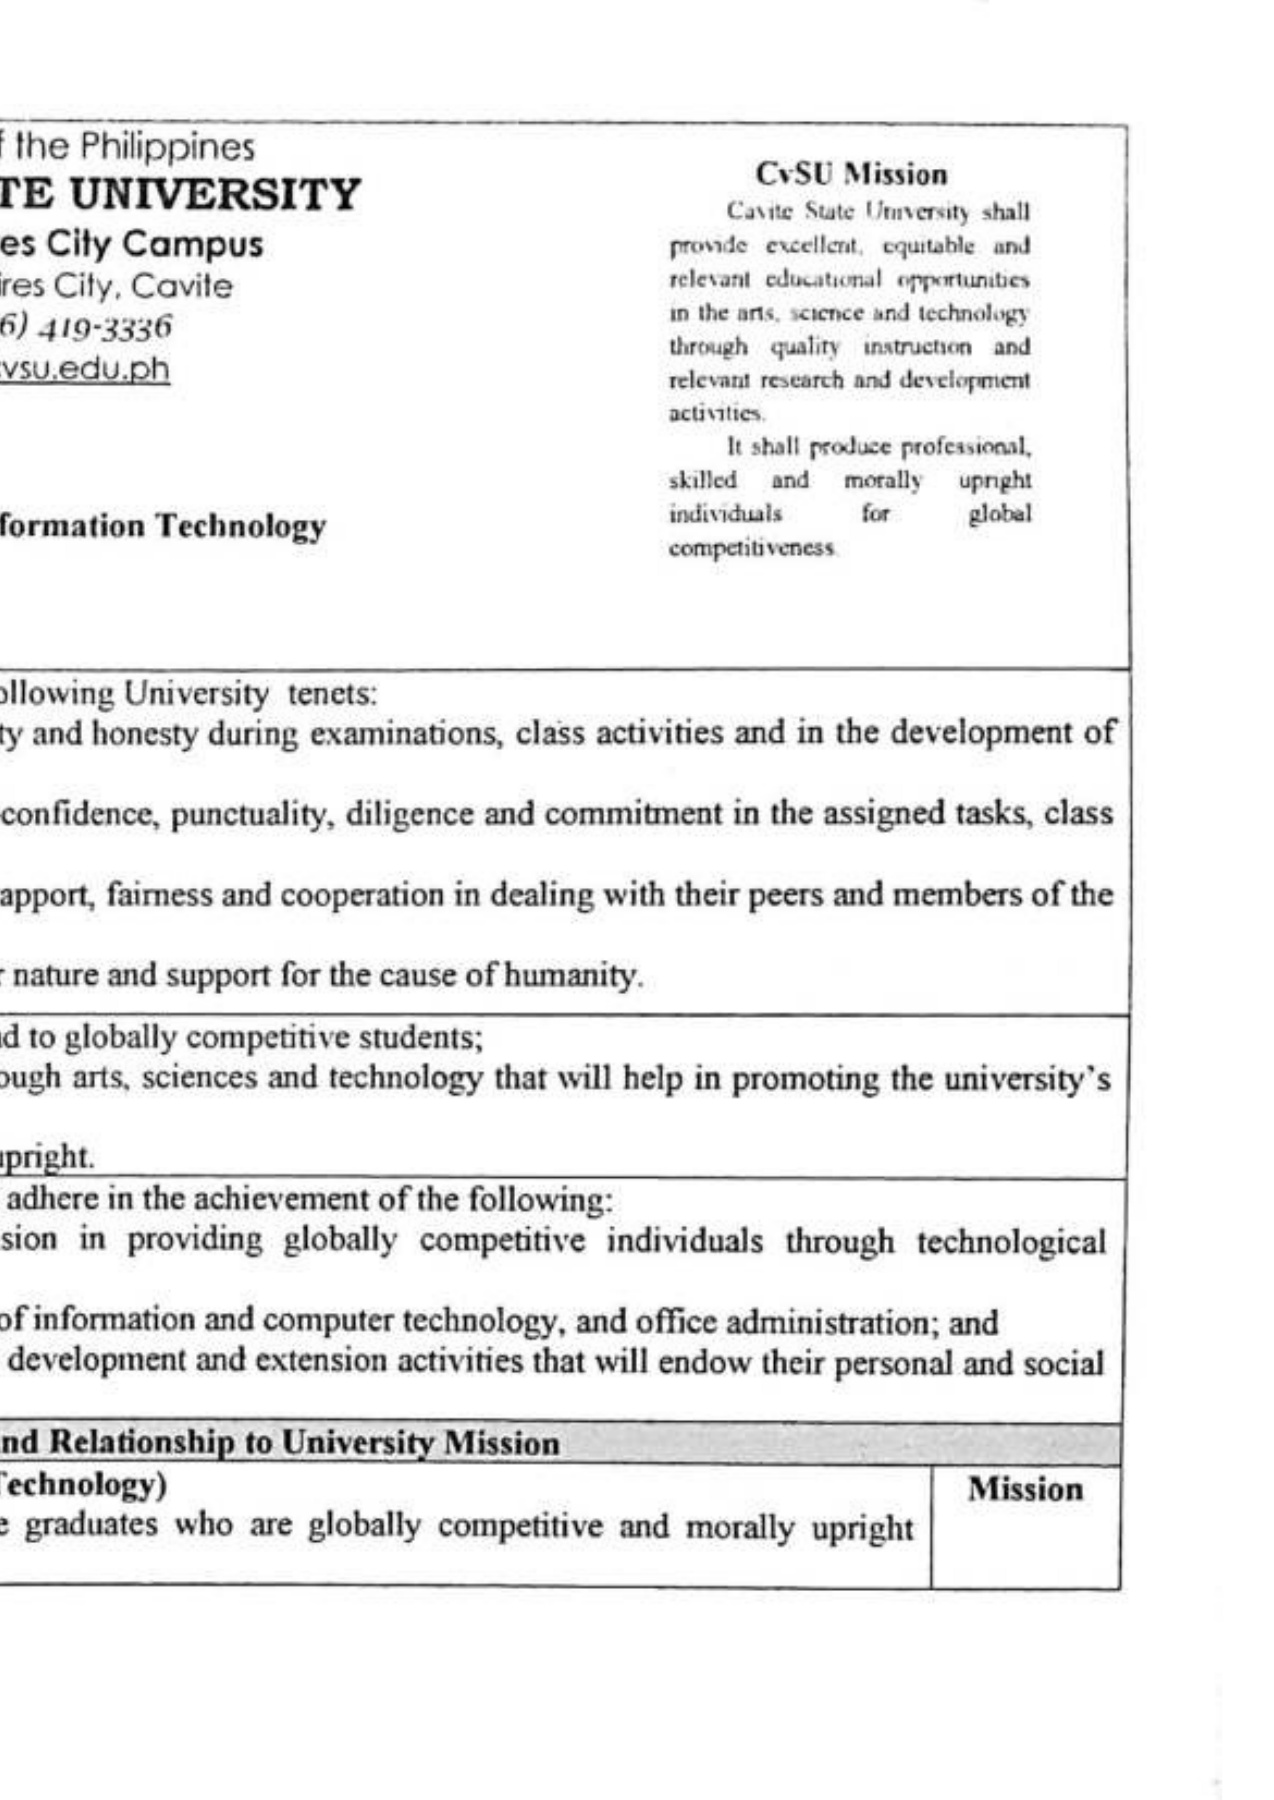 f the Philippines
TE UNIVERSITY
es City Campus
ires City, Cavite
6) 419-3336
vsu.edu.ph
formation Technology
CvSU Mission
Cavite State University shall
provide excellent, equitable and
relevant educational opportunities
in the arts, science and technology
through quality instruction and
relevant research and development
activities.
It shall produce professional,
skilled and morally upright
individuals for global
competitiveness.
ollowing University tenets:
ty and honesty during examinations, class activities and in the development of
confidence, punctuality, diligence and commitment in the assigned tasks, class
apport, fairness and cooperation in dealing with their peers and members of the
r nature and support for the cause of humanity.
nd to globally competitive students;
ough arts, sciences and technology that will help in promoting the university's
upright.
adhere in the achievement of the following:
sion in providing globally competitive individuals through technological
of information and computer technology, and office administration; and
development and extension activities that will endow their personal and social
nd Relationship to University Mission
Technology)
Mission
e graduates who are globally competitive and morally upright